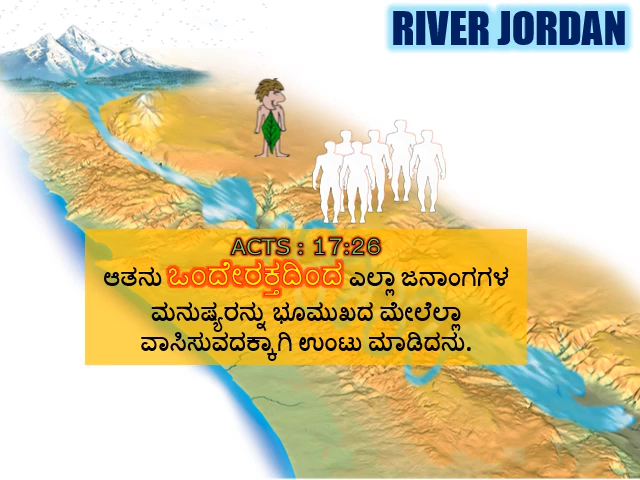 RIVER JORDAN
ACTS : 17:26
ಆತನು ಒಂದೇರಕ್ತದಿಂದ ಎಲ್ಲಾ ಜನಾಂಗಗಳ
ಮನುಷ್ಯರನ್ನು ಭೂಮುಖದ ಮೇಲೆಲ್ಲಾ
ವಾಸಿಸುವದಕ್ಕಾಗಿ ಉಂಟು ಮಾಡಿದನು.